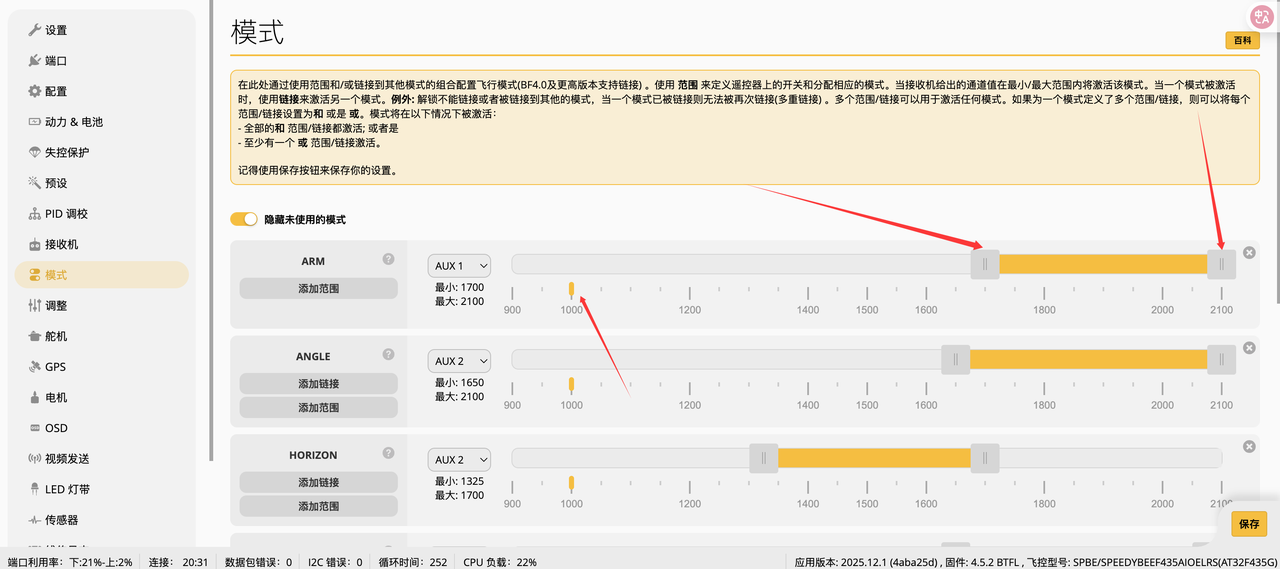 设置
端口
配置
动力 & 电池
失控保护
预设
PID 调校
接收机
模式
调整
舵机
GPS
电机
OSD
视频发送
LED 灯带
传感器
模式
百科
在此处通过使用范围和/或链接到其他模式的组合配置飞行模式(BF4.0及更高版本支持链接) 。使用 范围 来定义遥控器上的开关和分配相应的模式。当接收机给出的通道值在最小/最大范围内将激活该模式。当一个模式被激活
时，使用链接来激活另一个模式。例外: 解锁不能链接或者被链接到其他的模式，当一个模式已被链接则无法被再次链接(多重链接) 。多个范围/链接可以用于激活任何模式。如果为一个模式定义了多个范围/链接，则可以将每个
范围/链接设置为和 或是 或。模式将在以下情况下被激活：
- 全部的和 范围/链接都激活; 或者是
- 至少有一个 或 范围/链接激活。
记得使用保存按钮来保存你的设置。
隐藏未使用的模式
ARM
添加范围
AUX 1
最小: 1700
最大: 2100
900 1000 1200 1400 1500 1600 1800 2000 2100
ANGLE
添加链接
添加范围
AUX 2
最小: 1650
最大: 2100
900 1000 1200 1400 1500 1600 1800 2000 2100
HORIZON
添加链接
添加范围
AUX 2
最小: 1325
最大: 1700
900 1000 1200 1400 1500 1600 1800 2000 2100
保存
端口利用率：下:21%-上:2% 连接： 20:31 数据包错误：0 I2C 错误：0 循环时间：252 CPU 负载：22% 应用版本: 2025.12.1 (4aba25d) , 固件: 4.5.2 BTFL , 飞控型号: SPBE/SPEEDYBEEF435AIOELRS(AT32F435G)